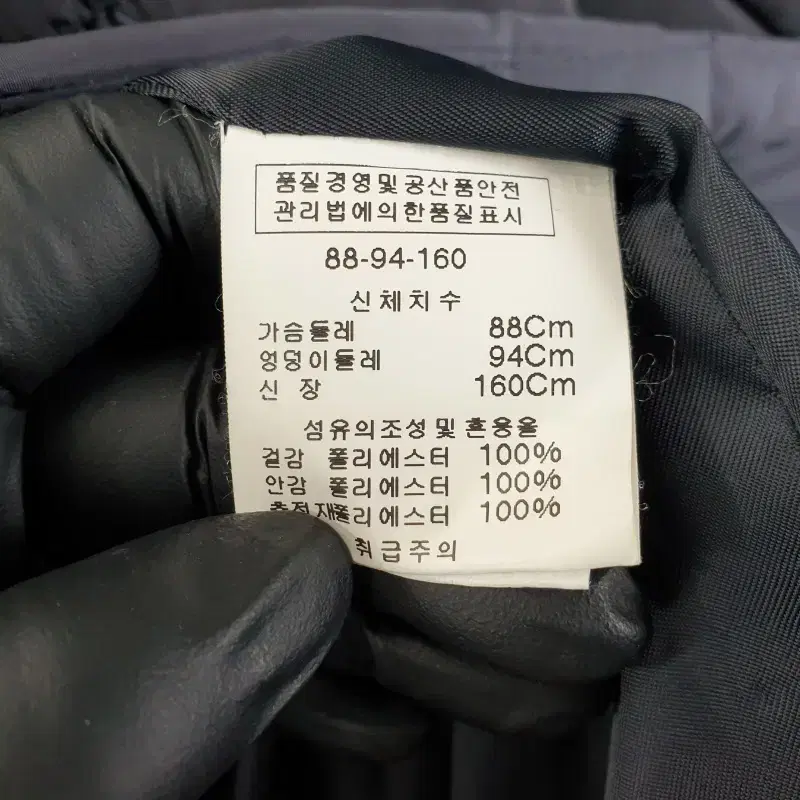 품질경영및공산품안전
관리법에의한품질표시
88-94-160
신체치수
가슴둘레 88Cm
엉덩이둘레 94Cm
신 장 160Cm
섬유의조성및혼용율
겉감 폴리에스터 100%
안감 폴리에스터 100%
충전재폴리에스터 100%
취급주의